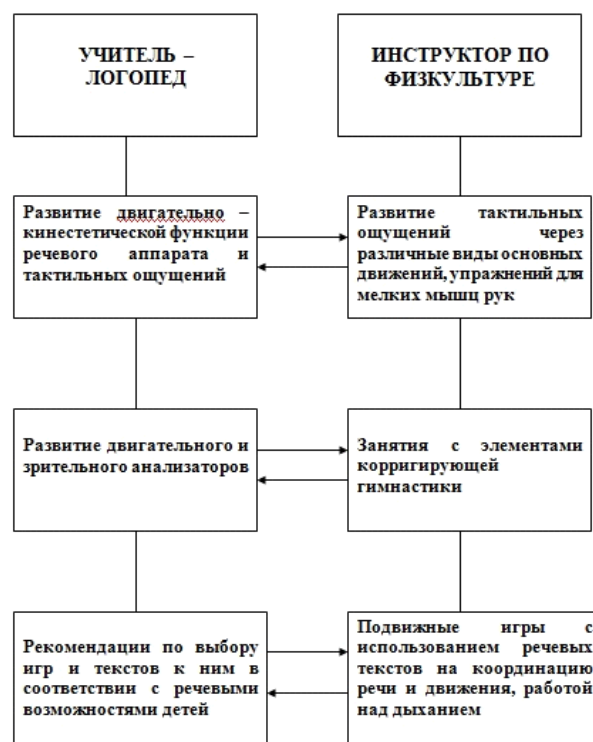 УЧИТЕЛЬ –
ЛОГОПЕД
ИНСТРУКТОР ПО
ФИЗКУЛЬТУРЕ
Развитие двигательно –
кинестетической функции
речевого аппарата и
тактильных ощущений
Развитие тактильных
ощущений через
различные виды основных
движений, упражнений для
мелких мышц рук
Развитие двигательного и
зрительного анализаторов
Занятия с элементами
корригирующей
гимнастики
Рекомендации по выбору
игр и текстов к ним в
соответствии с речевыми
возможностями детей
Подвижные игры с
использованием речевых
текстов на координацию
речи и движения, работой
над дыханием